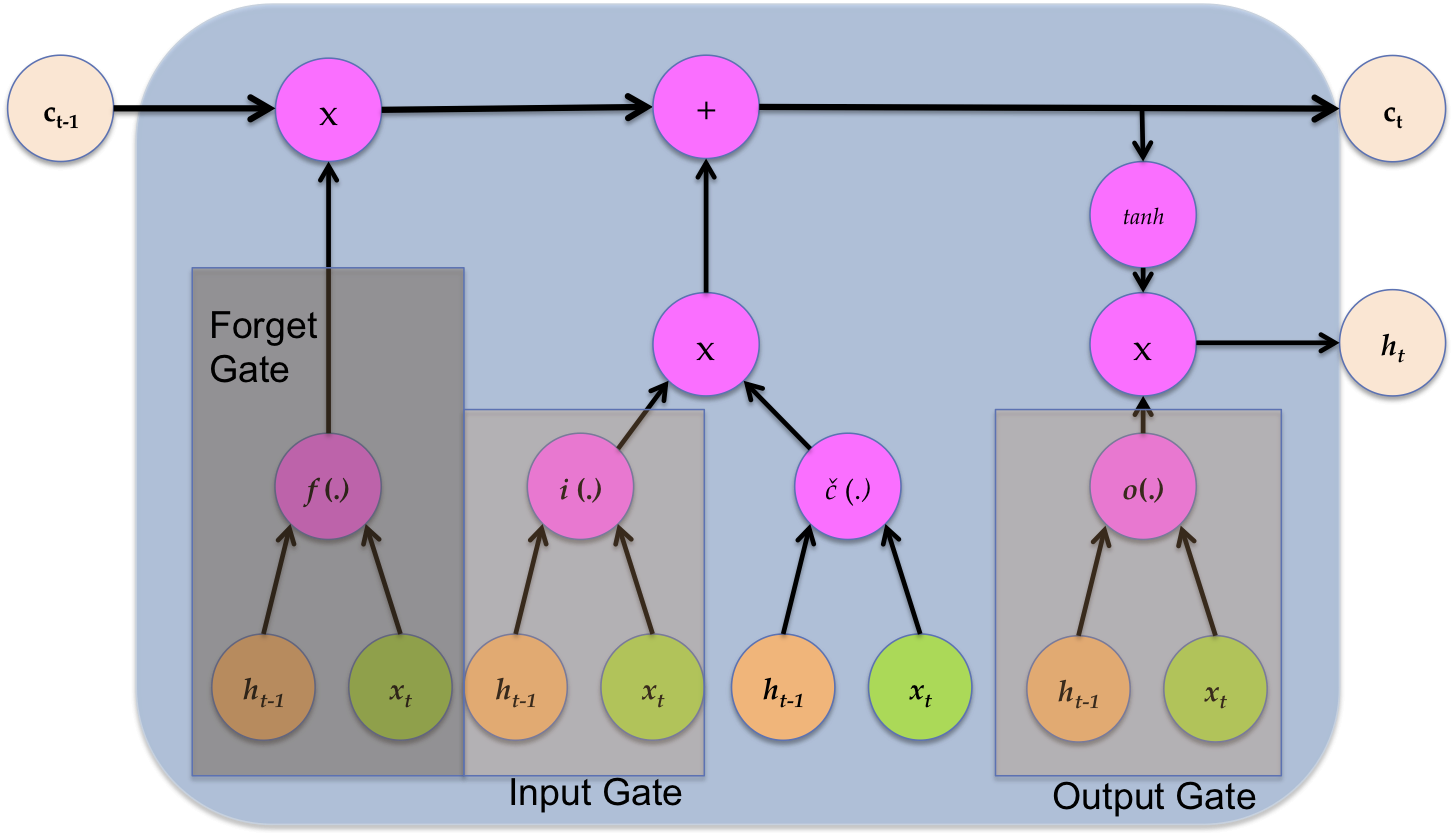 c_{t-1}
x
+
c_t
tanh
Forget
Gate
x
x
h_t
f (.)
i (.)
č (.)
o(.)
h_{t-1}
x_t
h_{t-1}
x_t
h_{t-1}
x_t
h_{t-1}
x_t
Input Gate
Output Gate